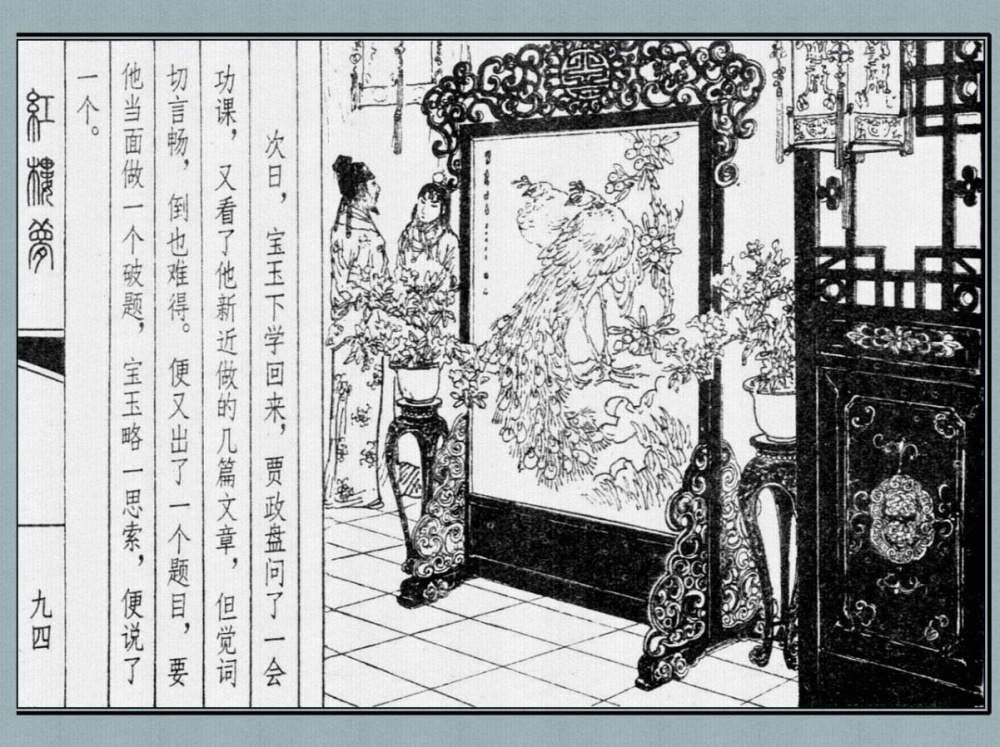 次日，宝玉下学回来，贾政盘问了一会
功课，又看了他新近做的几篇文章，但觉词
切言畅，倒也难得。便又出了一个题目，要
他当面做一个破题，宝玉略一思索，便说了
一个。
紅樓夢
九四